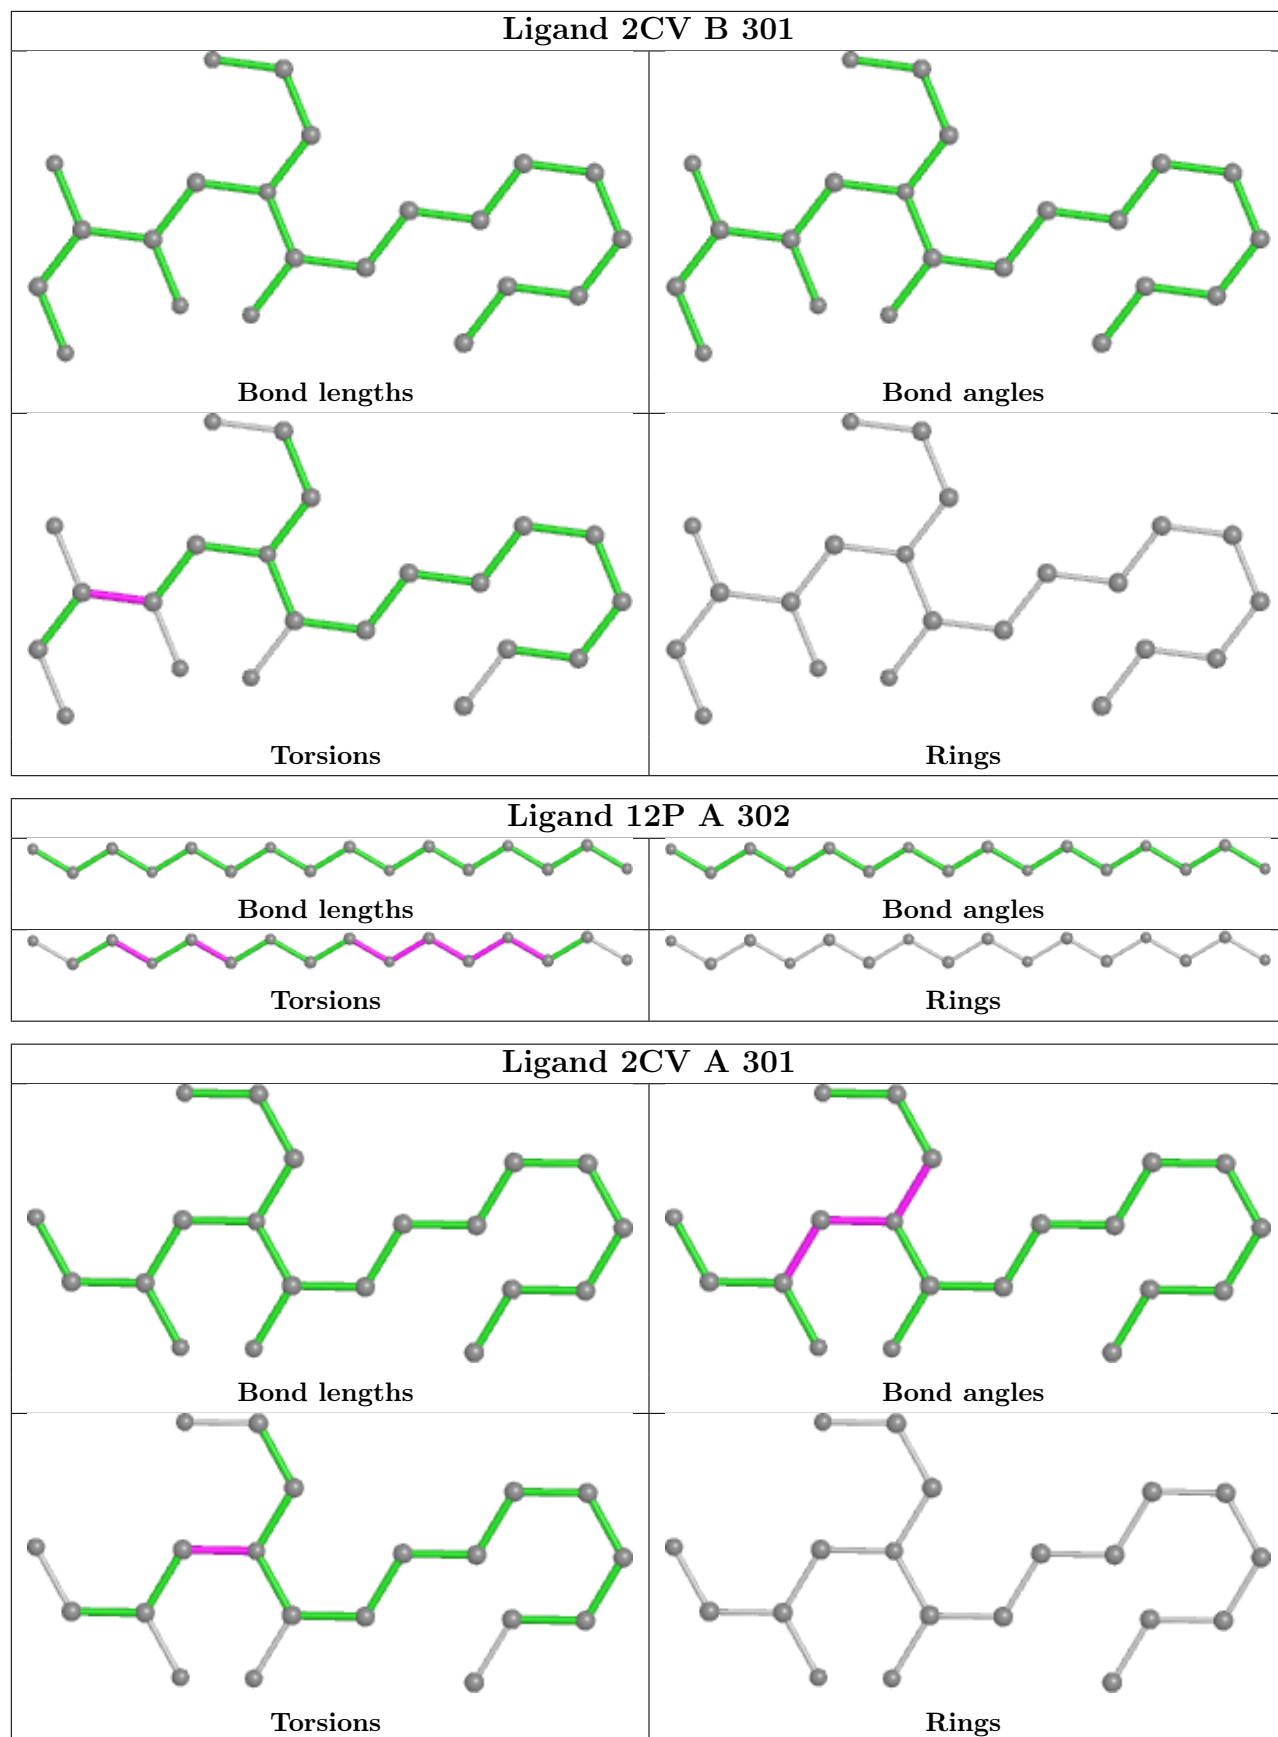 Ligand 2CV B 301
Bond lengths
Bond angles
Torsions
Rings
Ligand 12P A 302
Bond lengths
Bond angles
Torsions
Rings
Ligand 2CV A 301
Bond lengths
Bond angles
Torsions
Rings